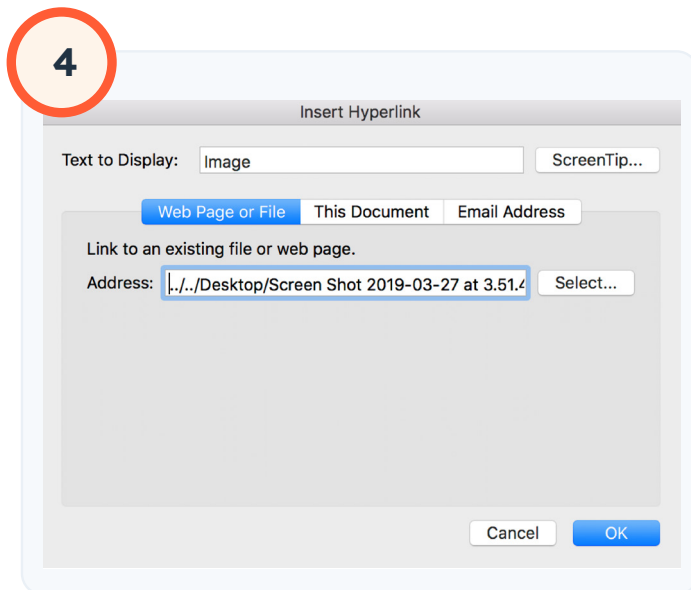 4
Insert Hyperlink
Text to Display: Image ScreenTip...
Web Page or File This Document Email Address
Link to an existing file or web page.
Address: ../../Desktop/Screen Shot 2019-03-27 at 3.51.4 Select...
Cancel OK